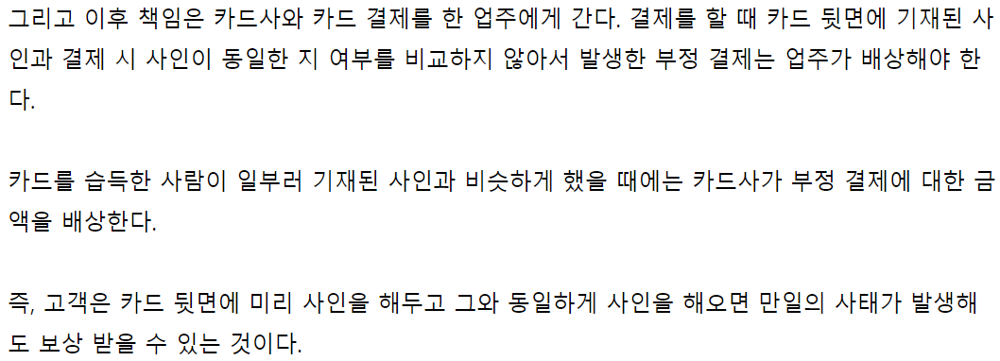 그리고 이후 책임은 카드사와 카드 결제를 한 업주에게 간다. 결제를 할 때 카드 뒷면에 기재된 사
인과 결제 시 사인이 동일한 지 여부를 비교하지 않아서 발생한 부정 결제는 업주가 배상해야 한
다.
카드를 습득한 사람이 일부러 기재된 사인과 비슷하게 했을 때에는 카드사가 부정 결제에 대한 금
액을 배상한다.
즉, 고객은 카드 뒷면에 미리 사인을 해두고 그와 동일하게 사인을 해오면 만일의 사태가 발생해
도 보상 받을 수 있는 것이다.